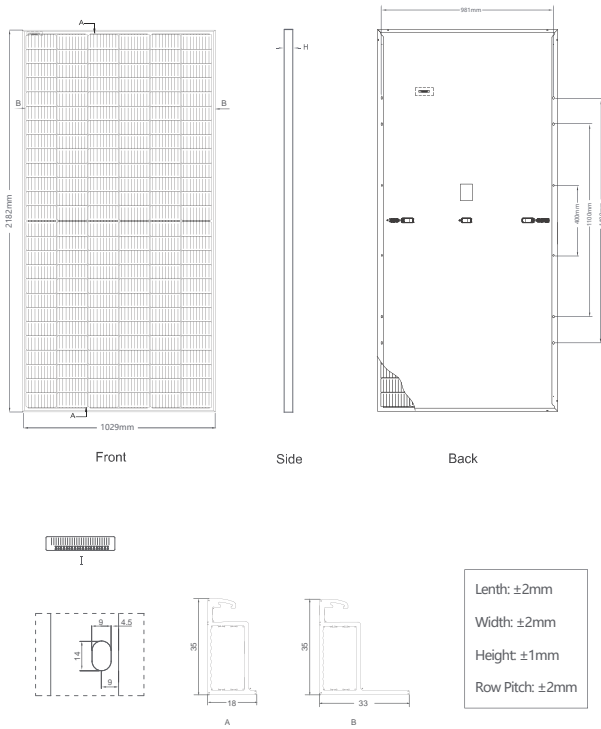 981mm
A
H
B
B
2182mm
400mm
1100mm
A
1029mm
Front
Side
Back
I
9
4.5
14
9
35
18
A
35
33
B
Lenth: ±2mm
Width: ±2mm
Height: ±1mm
Row Pitch: ±2mm